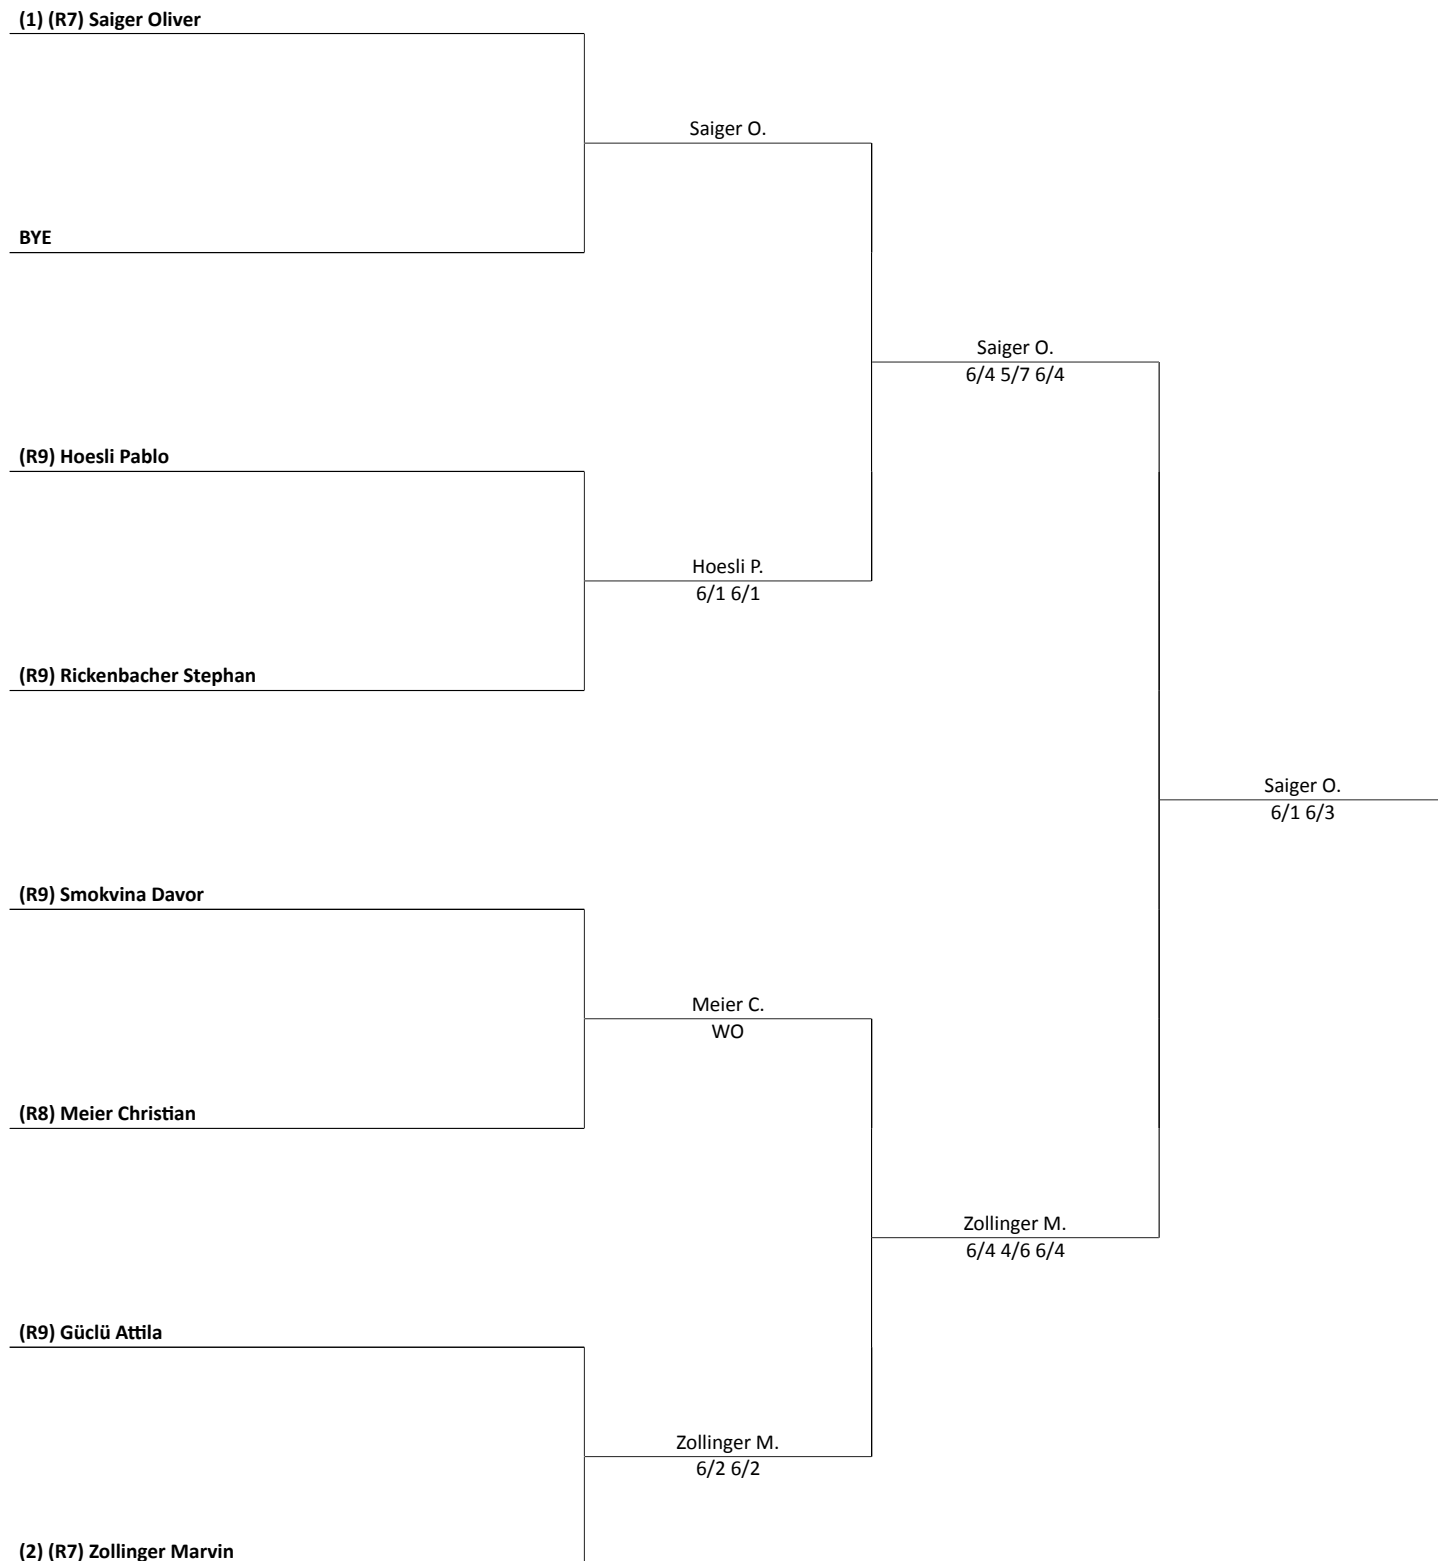 (1) (R7) Saiger Oliver
Saiger O.
BYE
Saiger O.
6/4 5/7 6/4
(R9) Hoesli Pablo
Hoesli P.
6/1 6/1
(R9) Rickenbacher Stephan
Saiger O.
6/1 6/3
(R9) Smokvina Davor
Meier C.
WO
(R8) Meier Christian
Zollinger M.
6/4 4/6 6/4
(R9) Güclü Attila
Zollinger M.
6/2 6/2
(2) (R7) Zollinger Marvin